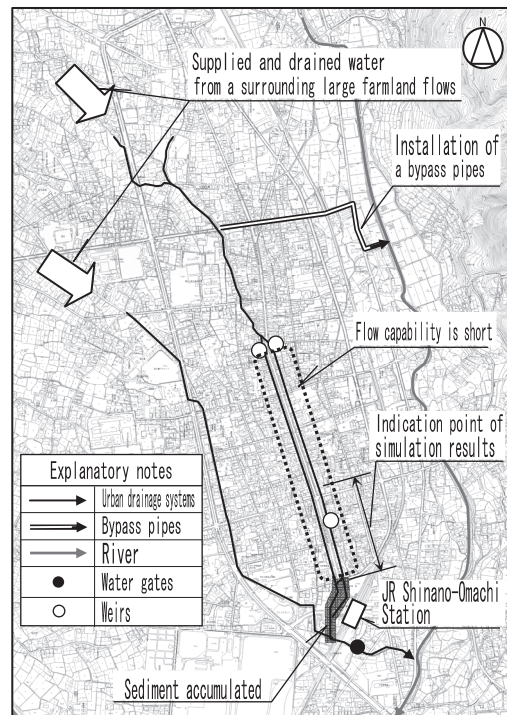 N
Supplied and drained water
from a surrounding large farmland flows
Installation of
a bypass pipes
Flow capability is short
Indication point of
simulation results
Explanatory notes
Urban drainage systems
Bypass pipes
River
Water gates
Weirs
JR Shinano-Omachi
Station
Sediment accumulated